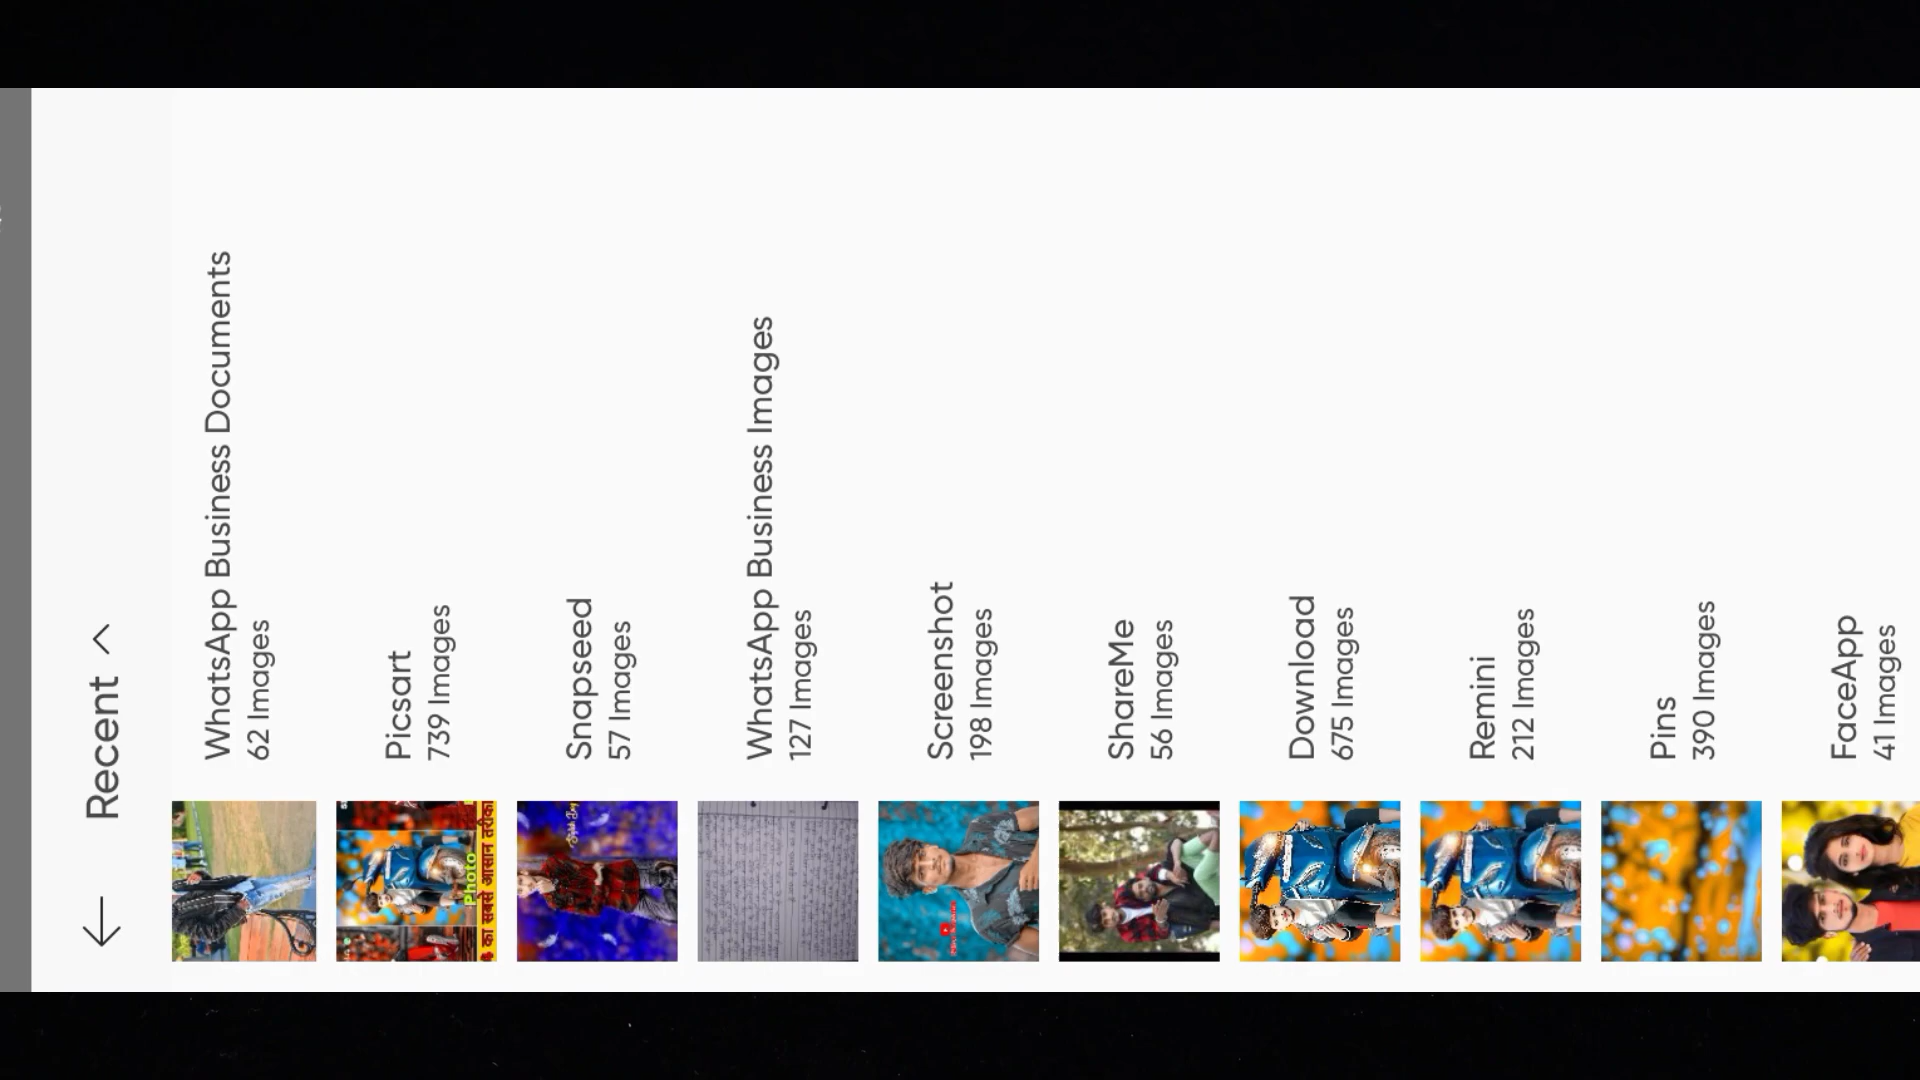 Recent
WhatsApp Business Documents
62 Images
Picsart
739 Images
Photo
का सबसे आसान तरीका
Snapseed
57 Images
WhatsApp Business Images
127 Images
Screenshot
198 Images
ShareMe
56 Images
Download
675 Images
Remini
212 Images
Pins
390 Images
FaceApp
41 Images